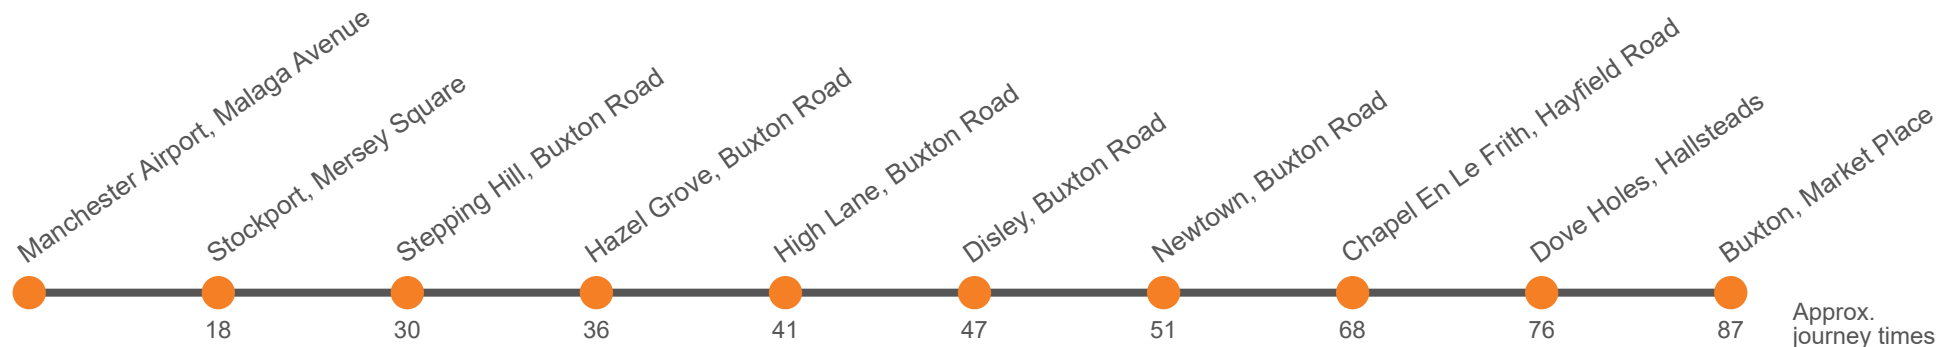 Manchester Airport, Malaga Avenue
Stockport, Mersey Square
Stepping Hill, Buxton Road
Hazel Grove, Buxton Road
High Lane, Buxton Road
Disley, Buxton Road
Newtown, Buxton Road
Chapel En Le Frith, Hayfield Road
Dove Holes, Hallsteads
Buxton, Market Place
18 30 36 41 47 51 68 76 87
Approx.
journey times